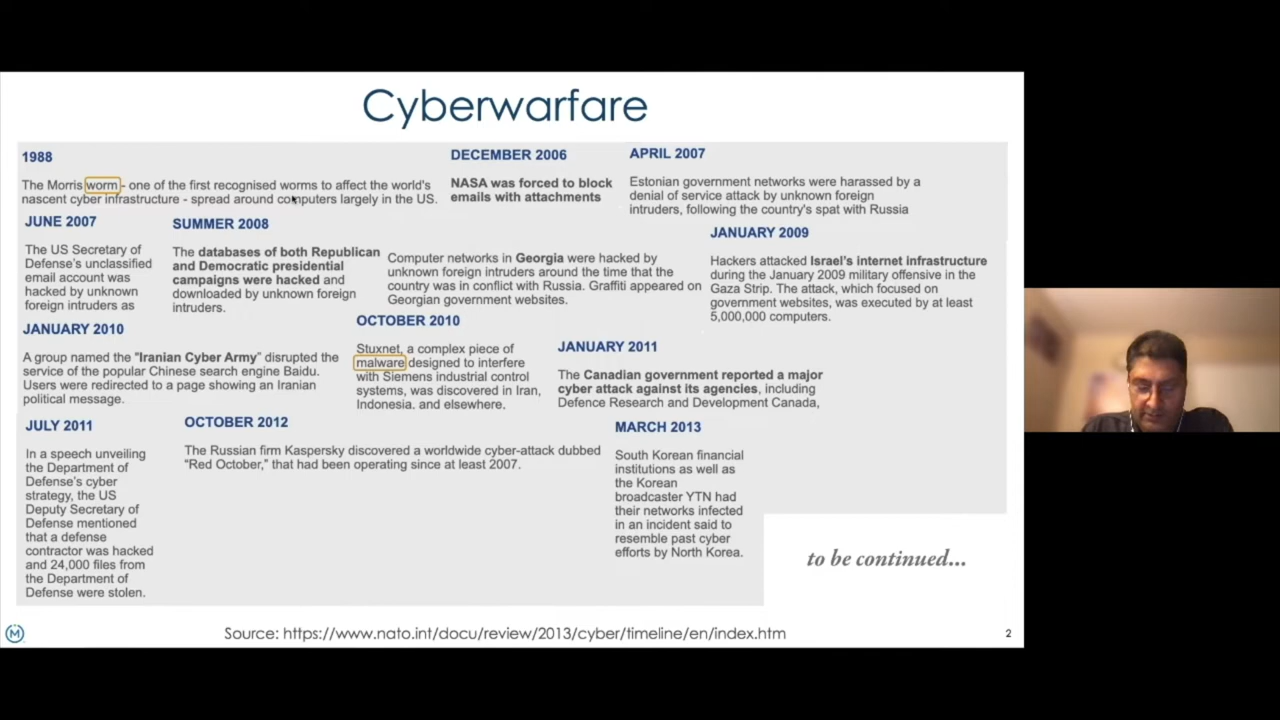 Cyberwarfare
1988
The Morris worm - one of the first recognised worms to affect the world's
nascent cyber infrastructure - spread around computers largely in the US.
DECEMBER 2006
NASA was forced to block
emails with attachments
APRIL 2007
Estonian government networks were harassed by a
denial of service attack by unknown foreign
intruders, following the country's spat with Russia
JUNE 2007
The US Secretary of
Defense's unclassified
email account was
hacked by unknown
foreign intruders as
SUMMER 2008
The databases of both Republican
and Democratic presidential
campaigns were hacked and
downloaded by unknown foreign
intruders.
Computer networks in Georgia were hacked by
unknown foreign intruders around the time that the
country was in conflict with Russia. Graffiti appeared on
Georgian government websites.
JANUARY 2009
Hackers attacked Israel's internet infrastructure
during the January 2009 military offensive in the
Gaza Strip. The attack, which focused on
government websites, was executed by at least
5,000,000 computers.
JANUARY 2010
A group named the "Iranian Cyber Army" disrupted the
service of the popular Chinese search engine Baidu.
Users were redirected to a page showing an Iranian
political message.
OCTOBER 2010
Stuxnet, a complex piece of
malware designed to interfere
with Siemens industrial control
systems, was discovered in Iran,
Indonesia, and elsewhere.
JANUARY 2011
The Canadian government reported a major
cyber attack against its agencies, including
Defence Research and Development Canada,
JULY 2011
In a speech unveiling
the Department of
Defense's cyber
strategy, the US
Deputy Secretary of
Defense mentioned
that a defense
contractor was hacked
and 24,000 files from
the Department of
Defense were stolen.
OCTOBER 2012
The Russian firm Kaspersky discovered a worldwide cyber-attack dubbed
"Red October," that had been operating since at least 2007.
MARCH 2013
South Korean financial
institutions as well as
the Korean
broadcaster YTN had
their networks infected
in an incident said to
resemble past cyber
efforts by North Korea.
to be continued...
M
Source: https://www.nato.int/docu/review/2013/cyber/timeline/en/index.htm
2